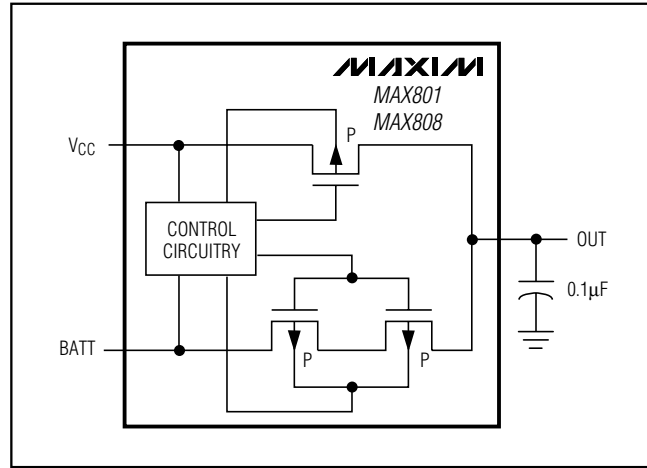 MAXIM
MAX801
MAX808
P
VCC
CONTROL
CIRCUITRY
OUT
0.1µF
BATT
P
P